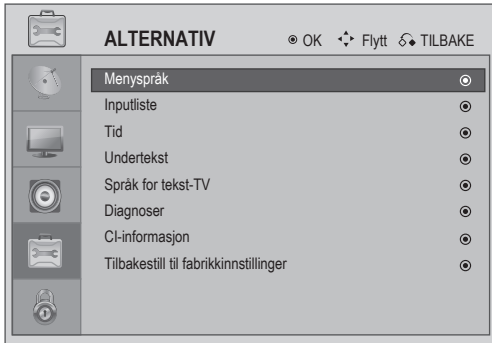 ALTERNATIV OK Flytt TILBAKE
Menyspråk
Inputliste
Tid
Undertekst
Språk for tekst-TV
Diagnoser
CI-informasjon
Tilbakestill til fabrikkinnstillinger